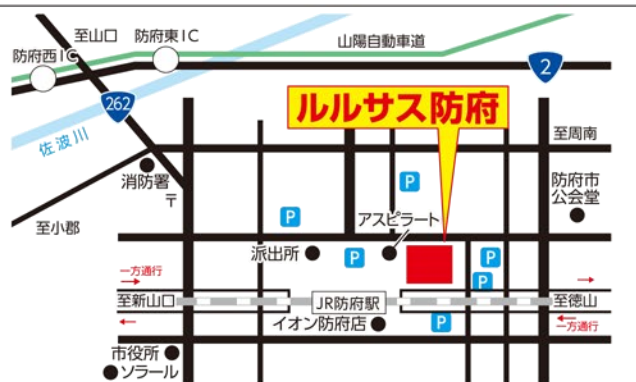 至山口
防府東IC
山陽自動車道
防府西IC
2
262
ルルサス防府
佐波川
至周南
消防署
〒
P
防府市
公会堂
P
アスピラート
至小郡
派出所
P
P
P
一方通行
至新山口
JR防府駅
至徳山
イオン防府店
P
一方通行
市役所
ソラール